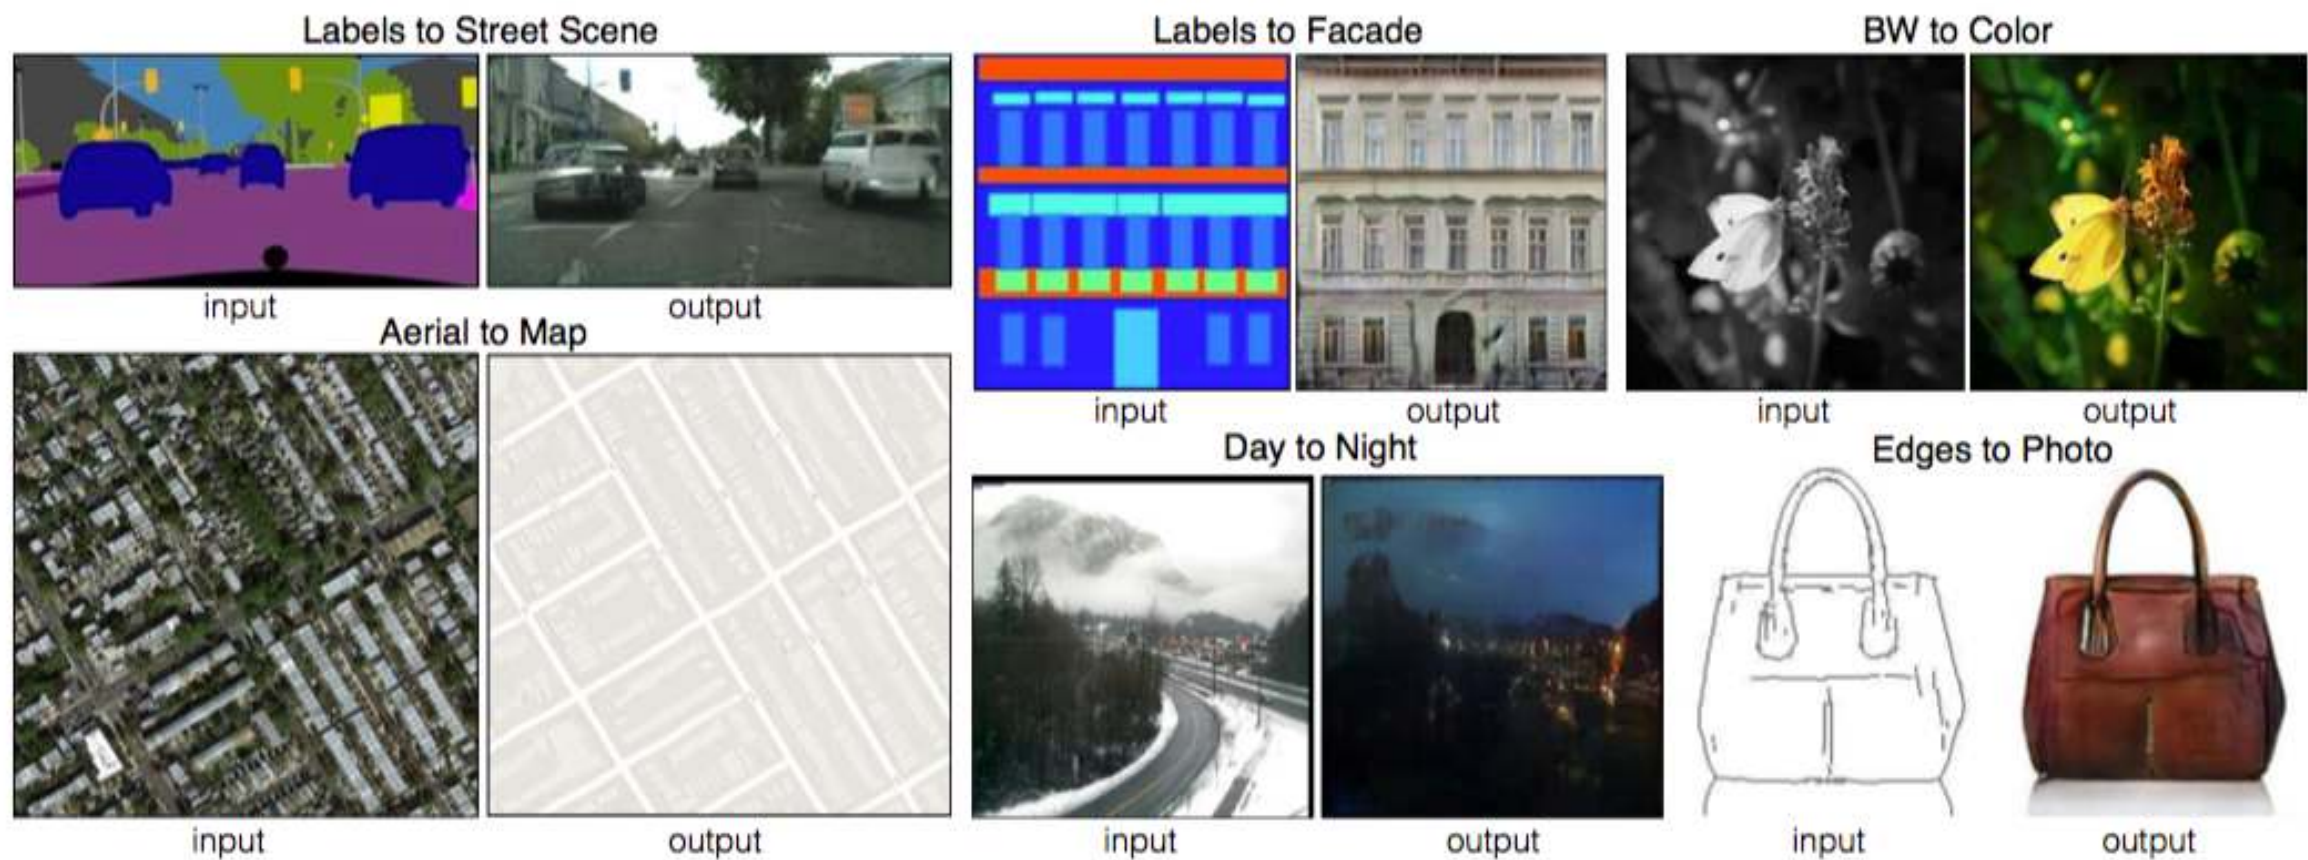 Labels to Street Scene
input
output
Aerial to Map
input
output
Labels to Facade
input
output
BW to Color
input
output
Day to Night
input
output
Edges to Photo
input
output